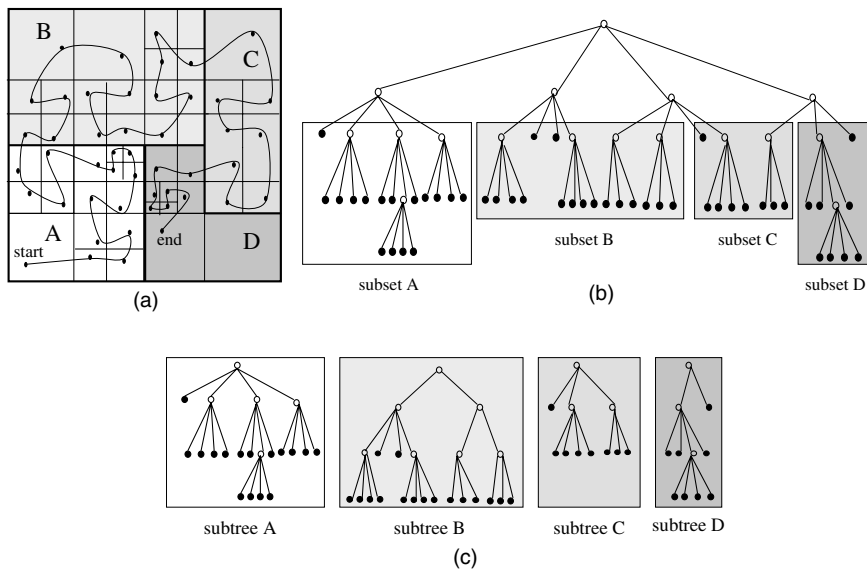 B
C
A
start
end
D
(a)
subset A
subset B
subset C
subset D
(b)
subtree A
subtree B
subtree C
subtree D
(c)